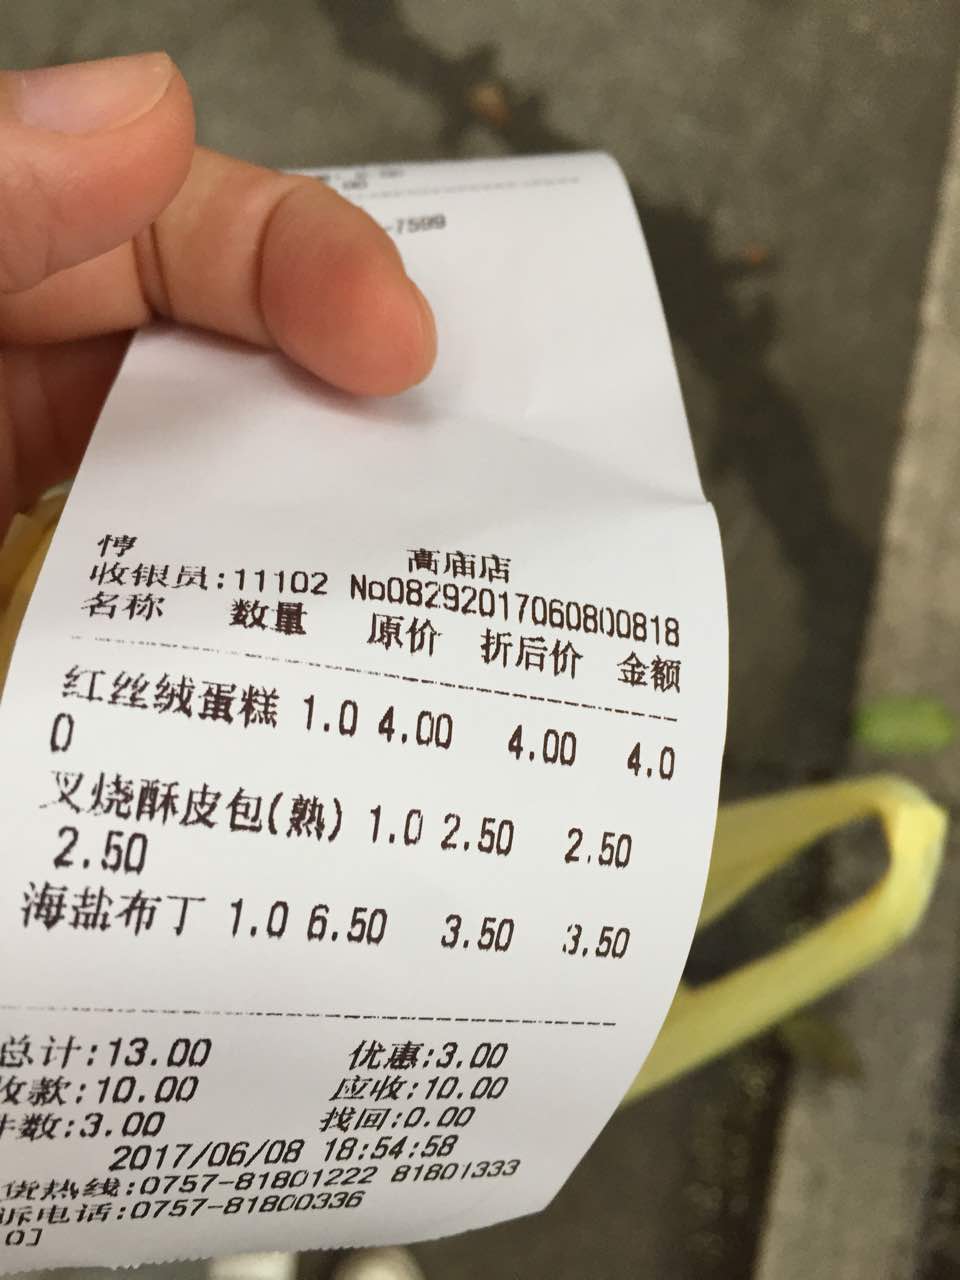 -7599
高庙店
收银员:11102 No08292017060800818
名称 数量 原价 折后价 金额
红丝绒蛋糕 1.0 4.00 4.00 4.0
0
叉烧酥皮包(熟) 1.0 2.50 2.50
2.50
海盐布丁 1.0 6.50 3.50 3.50
总计:13.00 优惠:3.00
收款:10.00 应收:10.00
件数:3.00 找回:0.00
2017/06/08 18:54:58
货热线:0757-81801222 81801333
诉电话:0757-81800336